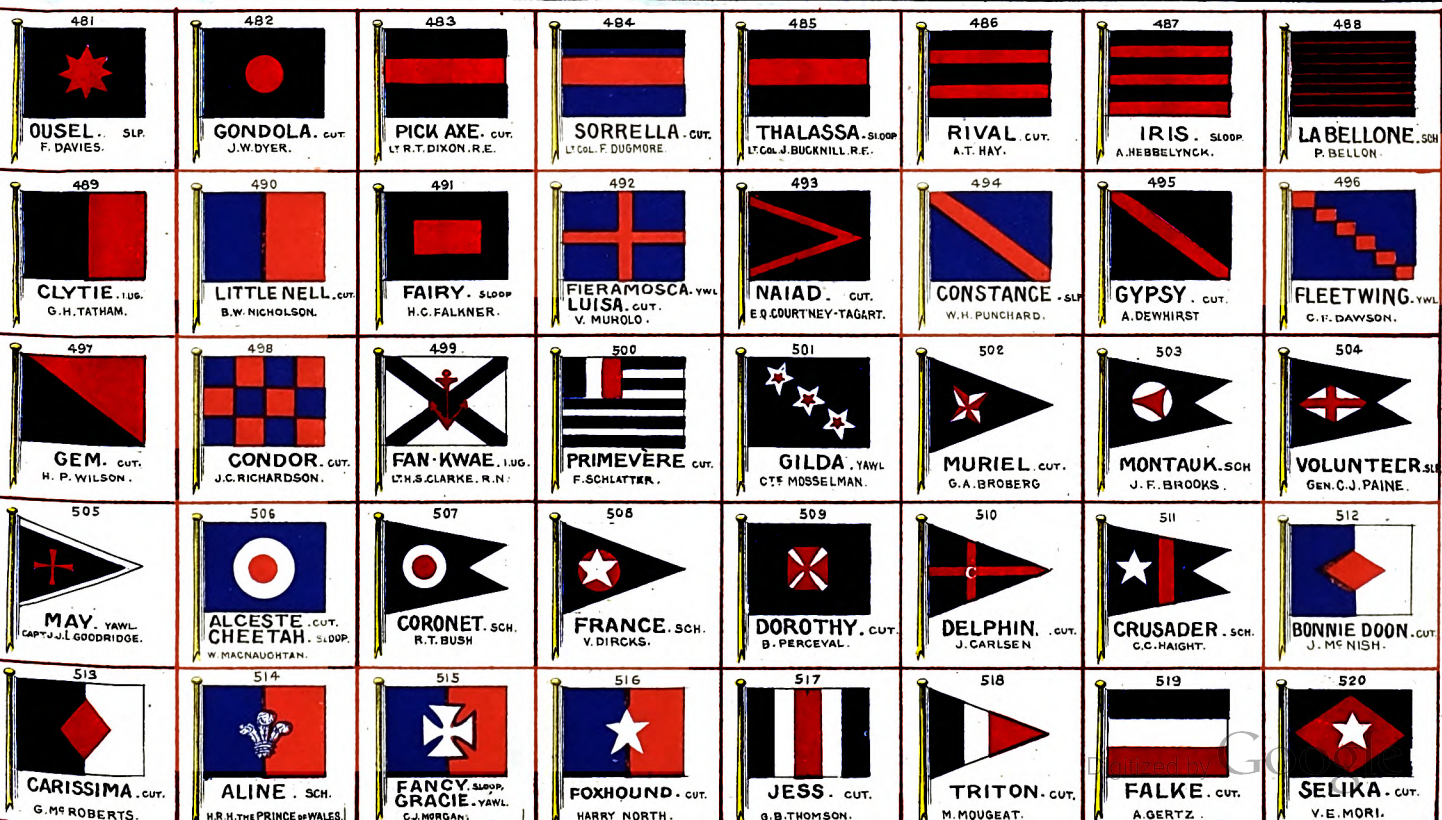 481 482 483 484 485 486 487 488
OUSEL. SLP. GONDOLA. CUT. PICK AXE. CUT. SORRELLA. CUT. THALASSA. SLOOP RIVAL. CUT. IRIS. SLOOP. LA BELLONE. SCH
F. DAVIES. J.W. DYER. LT R.T. DIXON. R.E. LT COL. F. DUGMORE. LT. COL. J. BUCKNILL. R.E. A.T. HAY. A. HEBBELYNCK. P. BELLON.
489 490 491 492 493 494 495 496
CLYTIE. LUG. LITTLE NELL. CUT. FAIRY. SLOOP FIERAMOSCA. YWL NAIAD. CUT. CONSTANCE. SLP GYPSY. CUT. FLEETWING. YWL
LUISA. CUT.
G.H. TATHAM. B.W. NICHOLSON. H.C. FALKNER. V. MUROLO. E.Q. COURTNEY-TAGART. W.H. PUNCHARD. A. DEWHIRST C.F. DAWSON.
497 498 499 500 501 502 503 504
GEM. CUT. CONDOR. CUT. FAN-KWAE. LUG. PRIMEVÈRE CUT. GILDA. YAWL MURIEL. CUT. MONTAUK. SCH VOLUNTEER. SLP
H. P. WILSON. J.C. RICHARDSON. LT. H.S. CLARKE. R.N. F. SCHLATTER. CTE MOSSELMAN. G.A. BROBERG J.F. BROOKS. GEN. C.J. PAINE.
505 506 507 508 509 510 511 512
MAY. YAWL. ALCESTE. CUT. CORONET. SCH. FRANCE. SCH. DOROTHY. CUT. DELPHIN. CUT. CRUSADER. SCH. BONNIE DOON. CUT.
CHEETAH. SLOOP.
CAPT. J.J.L GOODRIDGE. W. MACNAUGHTAN. R.T. BUSH V. DIRCKS. B. PERCEVAL. J. CARLSEN C.C. HAIGHT. J. Mc NISH.
C
513 514 515 516 517 518 519 520
CARISSIMA. CUT. ALINE. SCH. FANCY. SLOOP. FOXHOUND. CUT. JESS. CUT. TRITON. CUT. FALKE. CUT. SELIKA. CUT.
GRACIE. YAWL.
G. Mc ROBERTS. H.R.H. THE PRINCE OF WALES. C.J. MORGAN. HARRY NORTH. G.B. THOMSON. M. MOUGEAT. A. GERTZ. V.E. MORI.
Digitized by Google